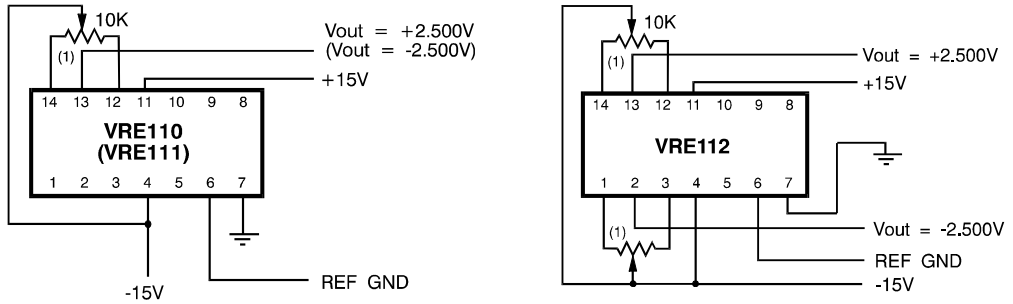 10K
Vout = +2.500V
(Vout = -2.500V)
(1)
+15V
14 13 12 11 10 9 8
VRE110
(VRE111)
1 2 3 4 5 6 7
REF GND
-15V
10K
(1)
Vout = +2.500V
+15V
14 13 12 11 10 9 8
VRE112
1 2 3 4 5 6 7
(1)
Vout = -2.500V
REF GND
-15V